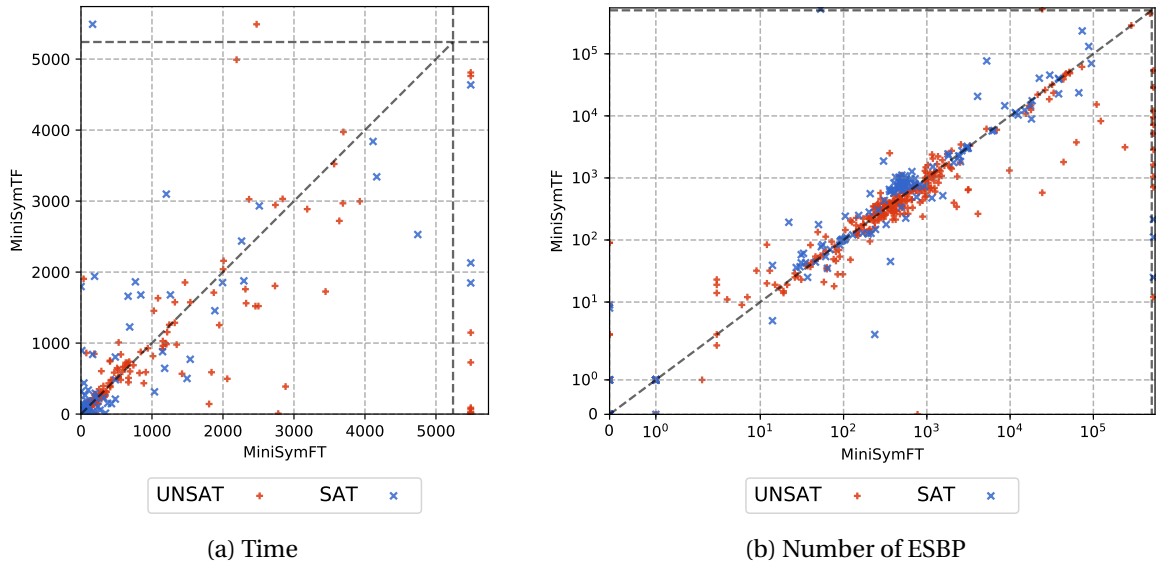 MiniSymTF
5000
4000
3000
2000
1000
0
0 1000 2000 3000 4000 5000
MiniSymFT
UNSAT SAT
(a) Time
MiniSymTF
10^5
10^4
10^3
10^2
10^1
10^0
0
0 10^0 10^1 10^2 10^3 10^4 10^5
MiniSymFT
UNSAT SAT
(b) Number of ESBP